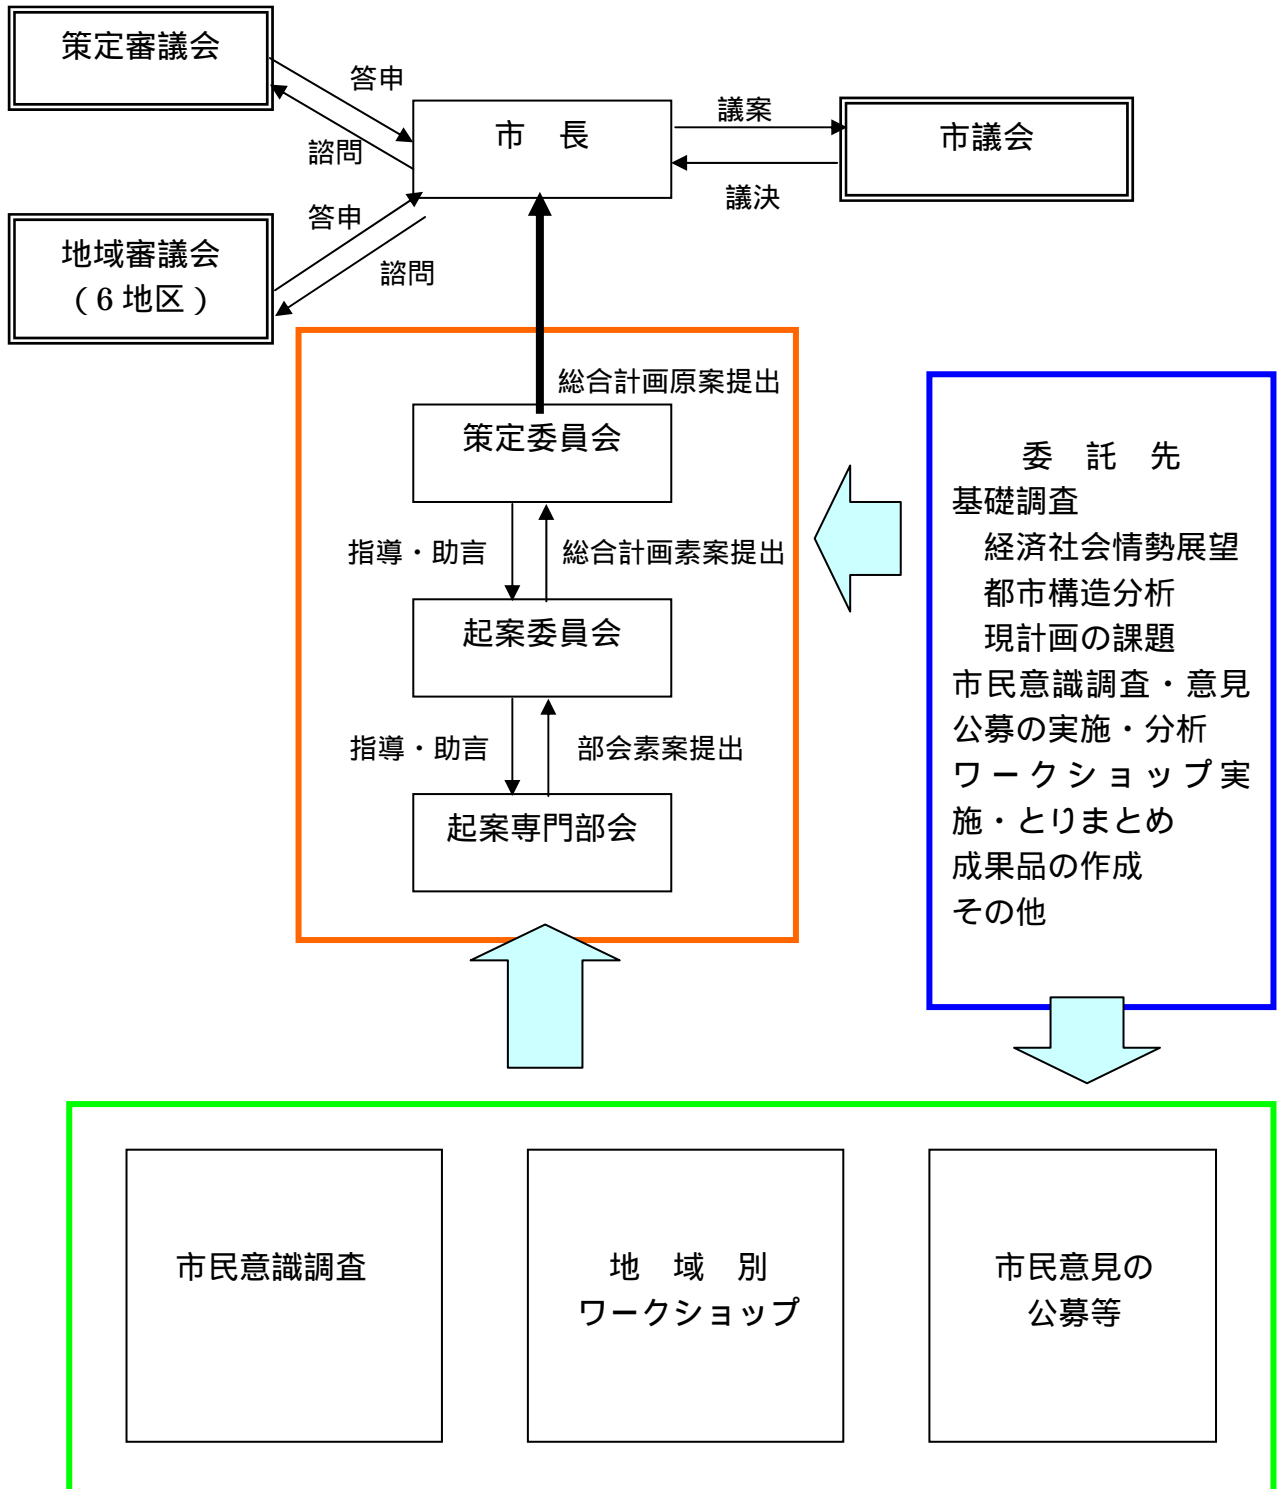 策定審議会
答申
諮問
市　長
議案
議決
市議会
答申
諮問
地域審議会
（６地区）
総合計画原案提出
策定委員会
指導・助言
総合計画素案提出
起案委員会
指導・助言
部会素案提出
起案専門部会
委　託　先
基礎調査
　経済社会情勢展望
　都市構造分析
　現計画の課題
市民意識調査・意見
公募の実施・分析
ワークショップ実
施・とりまとめ
成果品の作成
その他
市民意識調査
地　域　別
ワークショップ
市民意見の
公募等